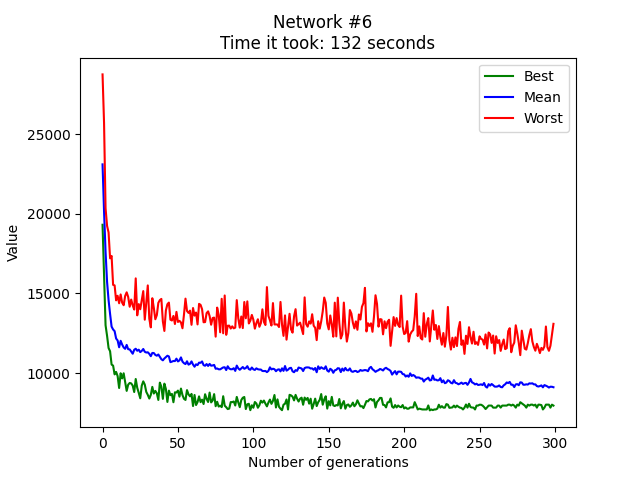 Network #6
Time it took: 132 seconds
Best
Mean
Worst
25000
20000
15000
10000
Value
0 50 100 150 200 250 300
Number of generations